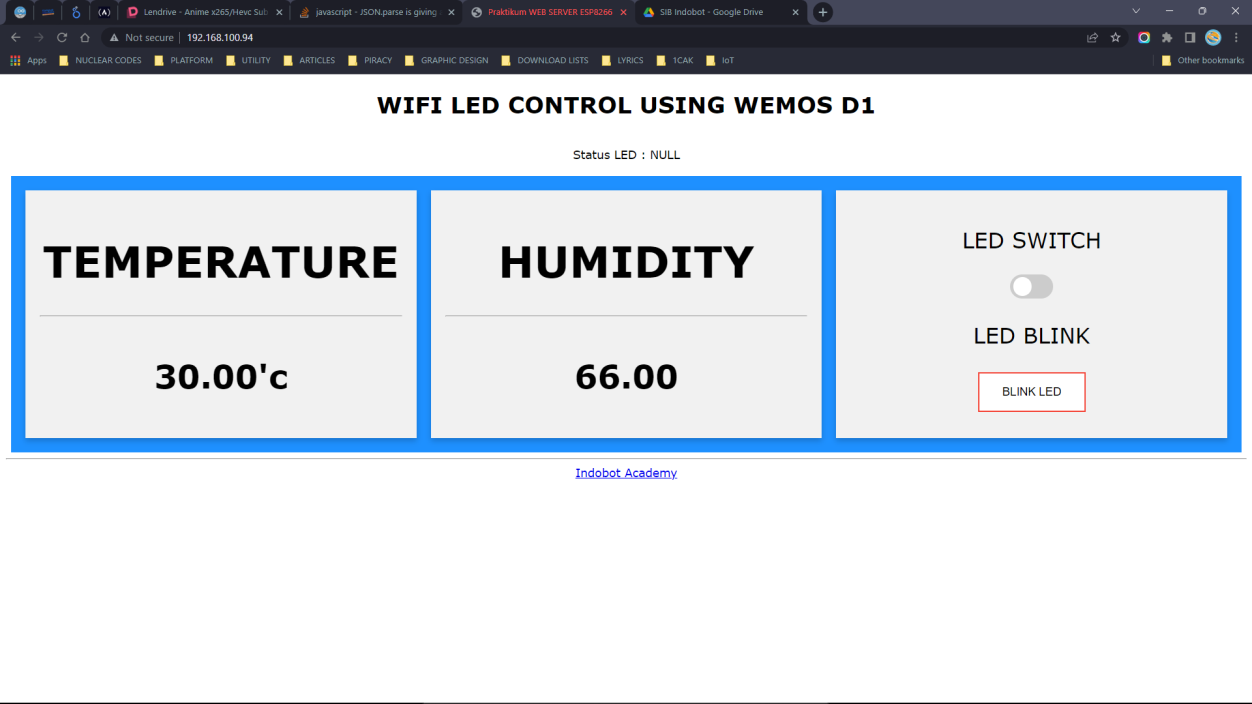 Lendrive - Anime x265/Hevc Sub
javascript - JSON.parse is giving
Praktikum WEB SERVER ESP8266
SIB Indobot - Google Drive
Not secure
192.168.100.94
Apps
NUCLEAR CODES
PLATFORM
UTILITY
ARTICLES
PIRACY
GRAPHIC DESIGN
DOWNLOAD LISTS
LYRICS
1CAK
IoT
Other bookmarks
WIFI LED CONTROL USING WEMOS D1
Status LED : NULL
TEMPERATURE
30.00'c
HUMIDITY
66.00
LED SWITCH
LED BLINK
BLINK LED
Indobot Academy